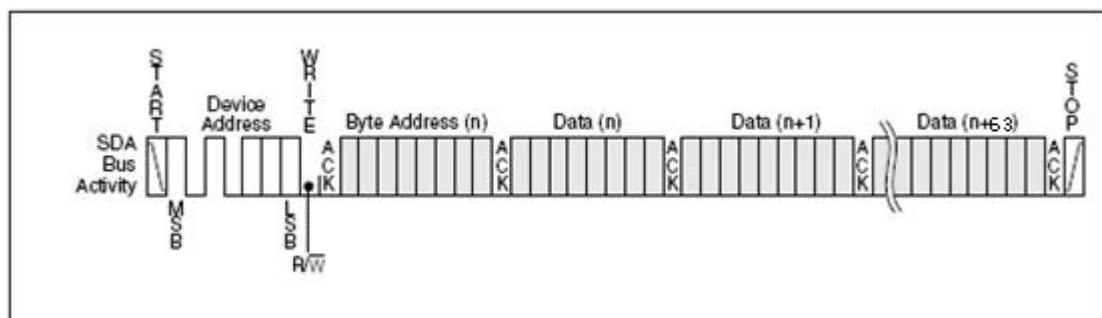 START
WRITE
STOP
Device
Address
Byte Address (n)
Data (n)
Data (n+1)
Data (n+63)
SDA
Bus
Activity
ACK
ACK
ACK
ACK
ACK
MSB
LSB
R/W̅